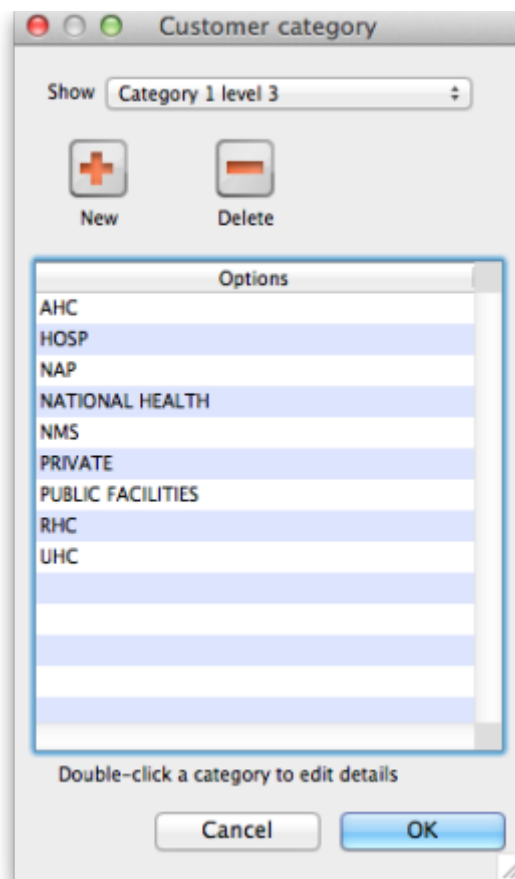 Customer category
Show Category 1 level 3
New Delete
Options
AHC
HOSP
NAP
NATIONAL HEALTH
NMS
PRIVATE
PUBLIC FACILITIES
RHC
UHC
Double-click a category to edit details
Cancel OK